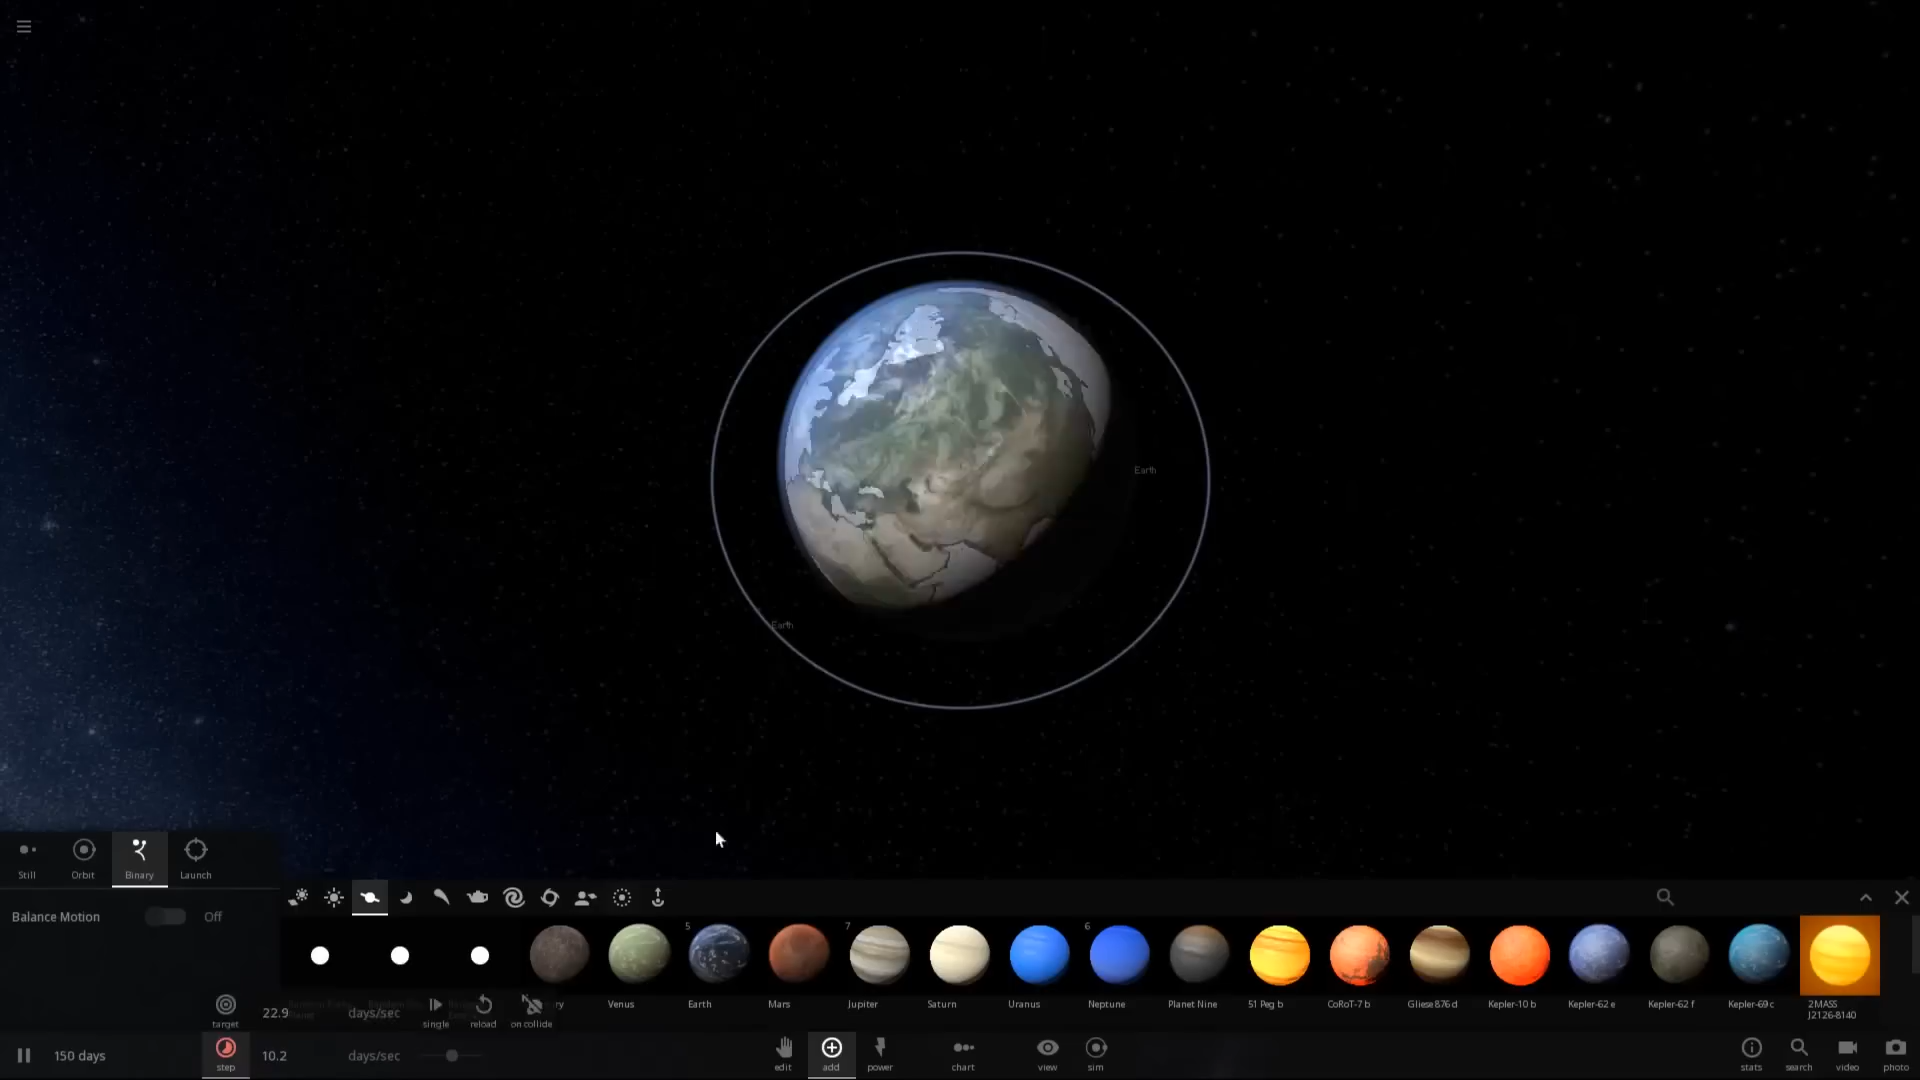 Earth
Earth
Still
Orbit
Binary
Launch
Balance Motion
Off
5
7
6
Venus
Earth
Mars
Jupiter
Saturn
Uranus
Neptune
Planet Nine
51 Peg b
CoRoT-7 b
Gliese 876 d
Kepler-10 b
Kepler-62 e
Kepler-62 f
Kepler-69 c
2MASS
J2126-8140
target
22.9
days/sec
single
reload
on collide
150 days
step
10.2
days/sec
edit
add
power
chart
view
sim
stats
search
video
photo